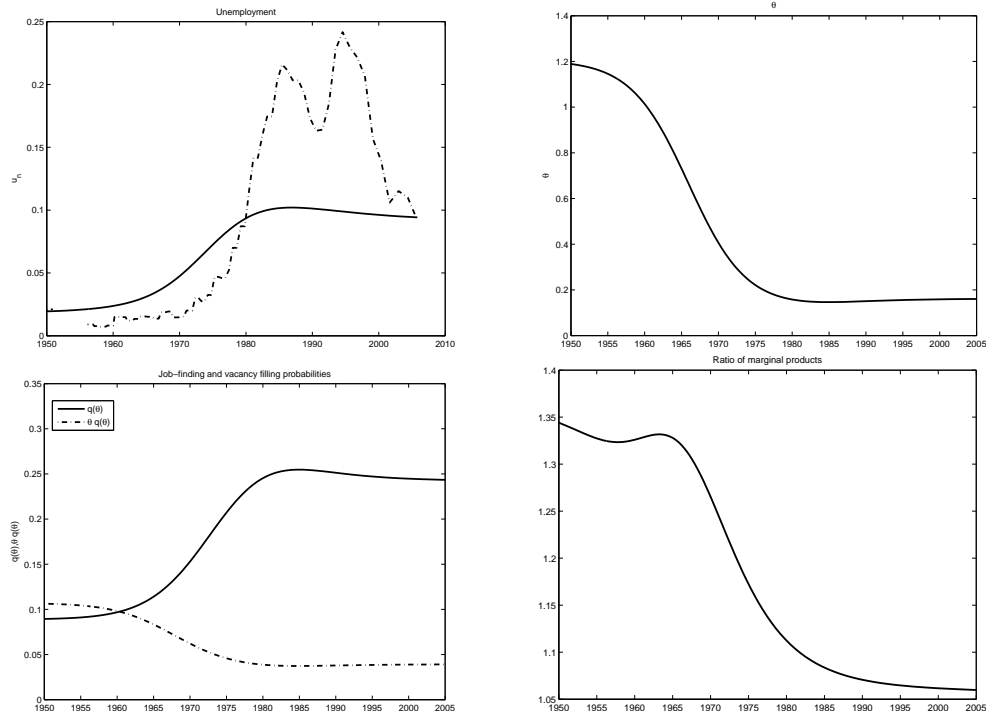 Unemployment
0.25
0.2
0.15
0.1
0.05
0
u_n
1950 1960 1970 1980 1990 2000 2010
θ
1.4
1.2
1
0.8
0.6
0.4
0.2
0
θ
1950 1955 1960 1965 1970 1975 1980 1985 1990 1995 2000 2005
Job−finding and vacancy filling probabilities
0.35
0.3
0.25
0.2
0.15
0.1
0.05
0
q(θ),θ q(θ)
q(θ)
θ q(θ)
1950 1955 1960 1965 1970 1975 1980 1985 1990 1995 2000 2005
Ratio of marginal products
1.4
1.35
1.3
1.25
1.2
1.15
1.1
1.05
1950 1955 1960 1965 1970 1975 1980 1985 1990 1995 2000 2005